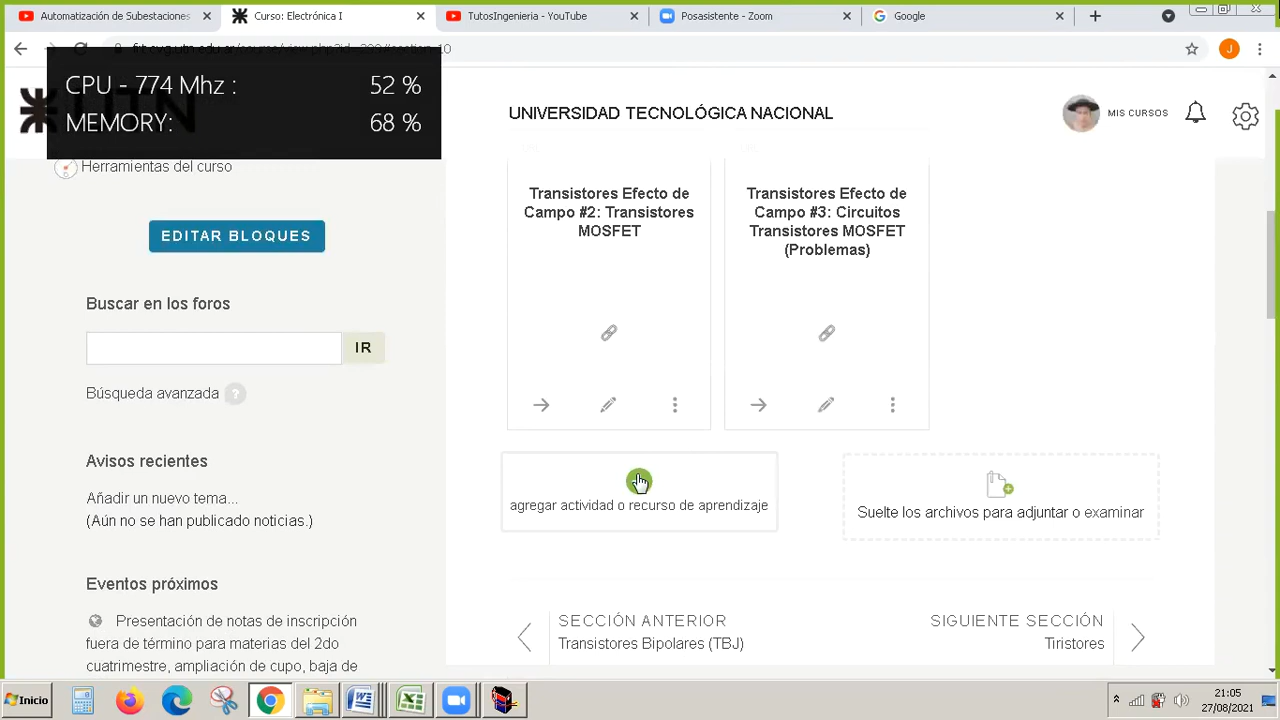 Automatización de Subestaciones
Curso: Electrónica I
TutosIngenieria - YouTube
Posasistente - Zoom
Google
J
CPU - 774 Mhz : 52 %
MEMORY: 68 %
UTN
UNIVERSIDAD TECNOLÓGICA NACIONAL
MIS CURSOS
Herramientas del curso
EDITAR BLOQUES
Buscar en los foros
IR
Búsqueda avanzada ?
Avisos recientes
Añadir un nuevo tema...
(Aún no se han publicado noticias.)
Eventos próximos
Presentación de notas de inscripción
fuera de término para materias del 2do
cuatrimestre, ampliación de cupo, baja de
Transistores Efecto de
Campo #2: Transistores
MOSFET
Transistores Efecto de
Campo #3: Circuitos
Transistores MOSFET
(Problemas)
agregar actividad o recurso de aprendizaje
Suelte los archivos para adjuntar o examinar
SECCIÓN ANTERIOR
Transistores Bipolares (TBJ)
SIGUIENTE SECCIÓN
Tiristores
Inicio
21:05
27/08/2021